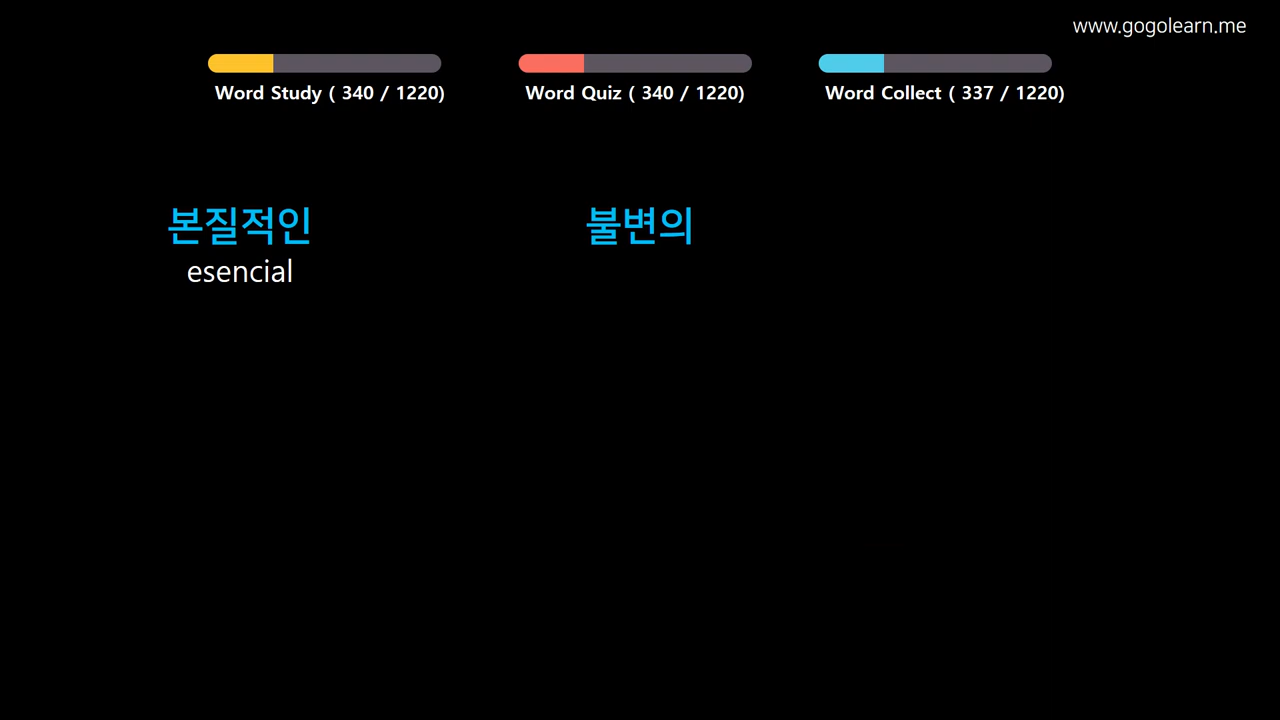 www.gogolearn.me
Word Study ( 340 / 1220)
Word Quiz ( 340 / 1220)
Word Collect ( 337 / 1220)
본질적인
esencial
불변의